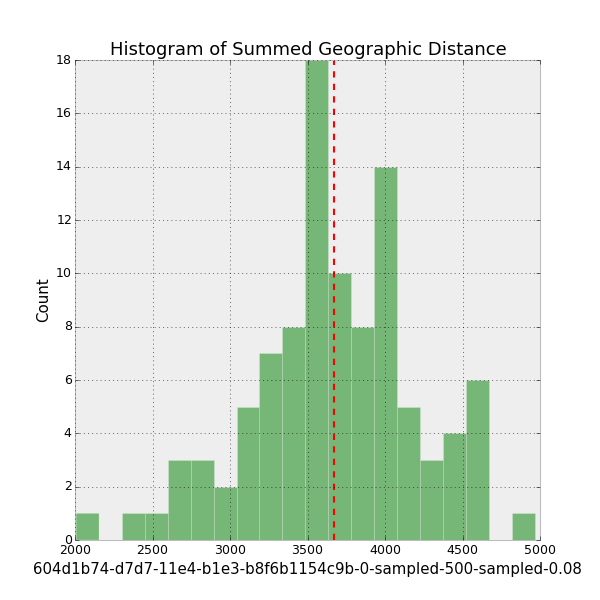 Histogram of Summed Geographic Distance
18
16
14
12
10
8
6
4
2
0
Count
2000 2500 3000 3500 4000 4500 5000
604d1b74-d7d7-11e4-b1e3-b8f6b1154c9b-0-sampled-500-sampled-0.08